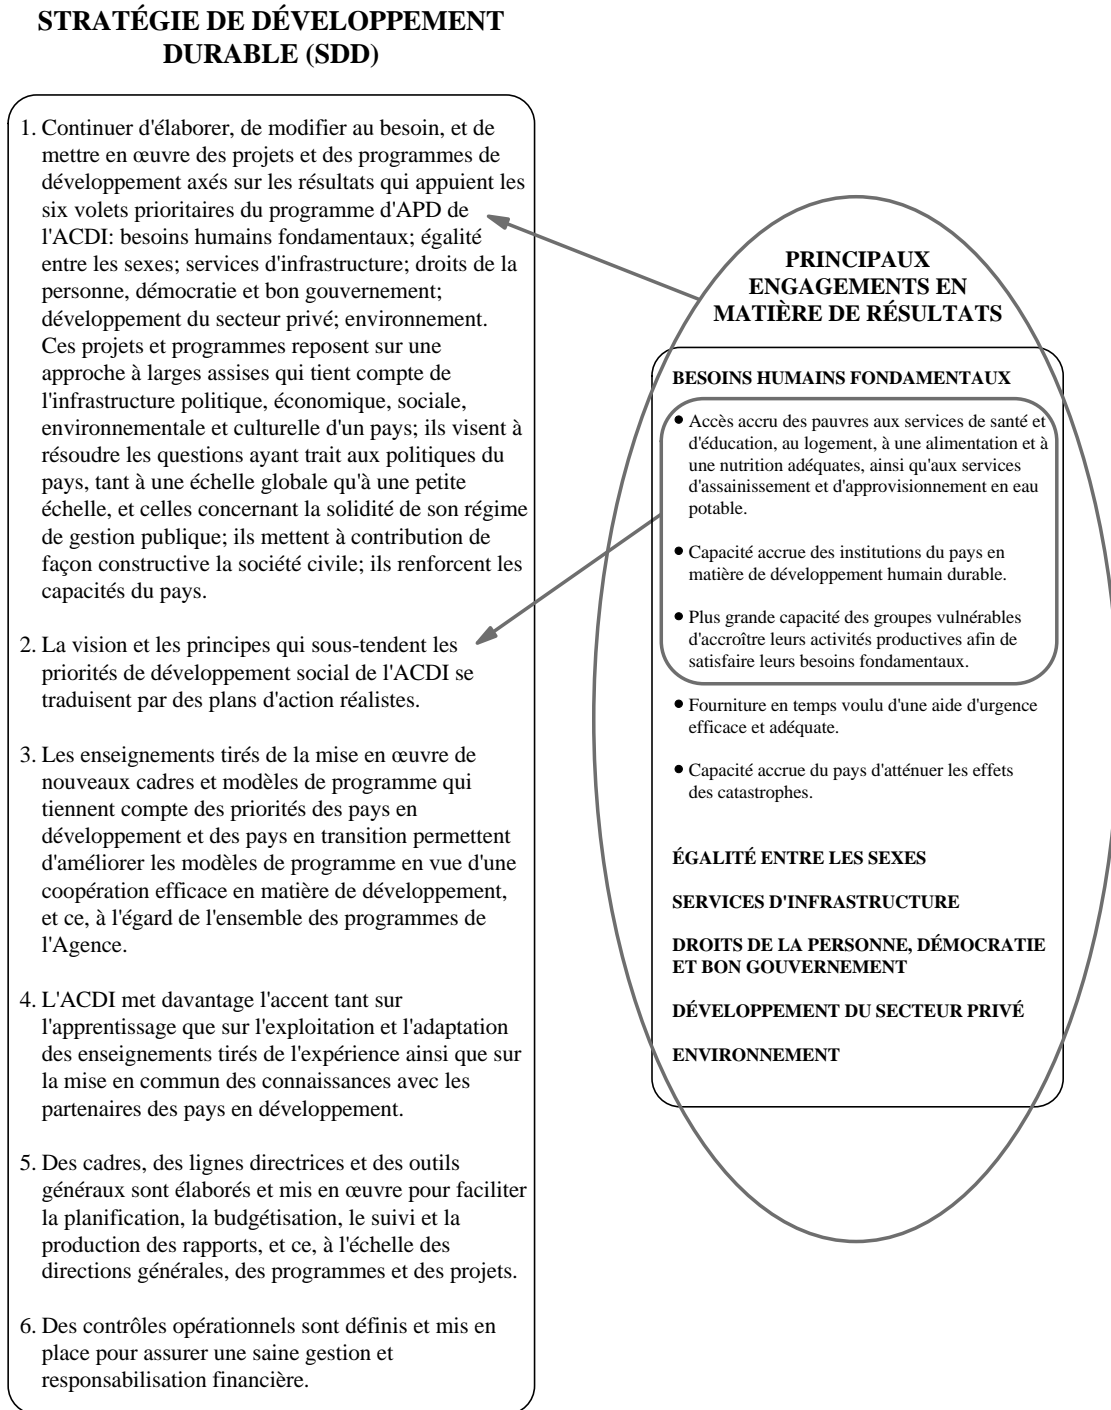 STRATÉGIE DE DÉVELOPPEMENT
DURABLE (SDD)
1. Continuer d'élaborer, de modifier au besoin, et de
mettre en œuvre des projets et des programmes de
développement axés sur les résultats qui appuient les
six volets prioritaires du programme d'APD de
l'ACDI: besoins humains fondamentaux; égalité
entre les sexes; services d'infrastructure; droits de la
personne, démocratie et bon gouvernement;
développement du secteur privé; environnement.
Ces projets et programmes reposent sur une
approche à larges assises qui tient compte de
l'infrastructure politique, économique, sociale,
environnementale et culturelle d'un pays; ils visent à
résoudre les questions ayant trait aux politiques du
pays, tant à une échelle globale qu'à une petite
échelle, et celles concernant la solidité de son régime
de gestion publique; ils mettent à contribution de
façon constructive la société civile; ils renforcent les
capacités du pays.
2. La vision et les principes qui sous-tendent les
priorités de développement social de l'ACDI se
traduisent par des plans d'action réalistes.
3. Les enseignements tirés de la mise en œuvre de
nouveaux cadres et modèles de programme qui
tiennent compte des priorités des pays en
développement et des pays en transition permettent
d'améliorer les modèles de programme en vue d'une
coopération efficace en matière de développement,
et ce, à l'égard de l'ensemble des programmes de
l'Agence.
4. L'ACDI met davantage l'accent tant sur
l'apprentissage que sur l'exploitation et l'adaptation
des enseignements tirés de l'expérience ainsi que sur
la mise en commun des connaissances avec les
partenaires des pays en développement.
5. Des cadres, des lignes directrices et des outils
généraux sont élaborés et mis en œuvre pour faciliter
la planification, la budgétisation, le suivi et la
production des rapports, et ce, à l'échelle des
directions générales, des programmes et des projets.
6. Des contrôles opérationnels sont définis et mis en
place pour assurer une saine gestion et
responsabilisation financière.
PRINCIPAUX
ENGAGEMENTS EN
MATIÈRE DE RÉSULTATS
BESOINS HUMAINS FONDAMENTAUX
• Accès accru des pauvres aux services de santé et
d'éducation, au logement, à une alimentation et à
une nutrition adéquates, ainsi qu'aux services
d'assainissement et d'approvisionnement en eau
potable.
• Capacité accrue des institutions du pays en
matière de développement humain durable.
• Plus grande capacité des groupes vulnérables
d'accroître leurs activités productives afin de
satisfaire leurs besoins fondamentaux.
• Fourniture en temps voulu d'une aide d'urgence
efficace et adéquate.
• Capacité accrue du pays d'atténuer les effets
des catastrophes.
ÉGALITÉ ENTRE LES SEXES
SERVICES D'INFRASTRUCTURE
DROITS DE LA PERSONNE, DÉMOCRATIE
ET BON GOUVERNEMENT
DÉVELOPPEMENT DU SECTEUR PRIVÉ
ENVIRONNEMENT